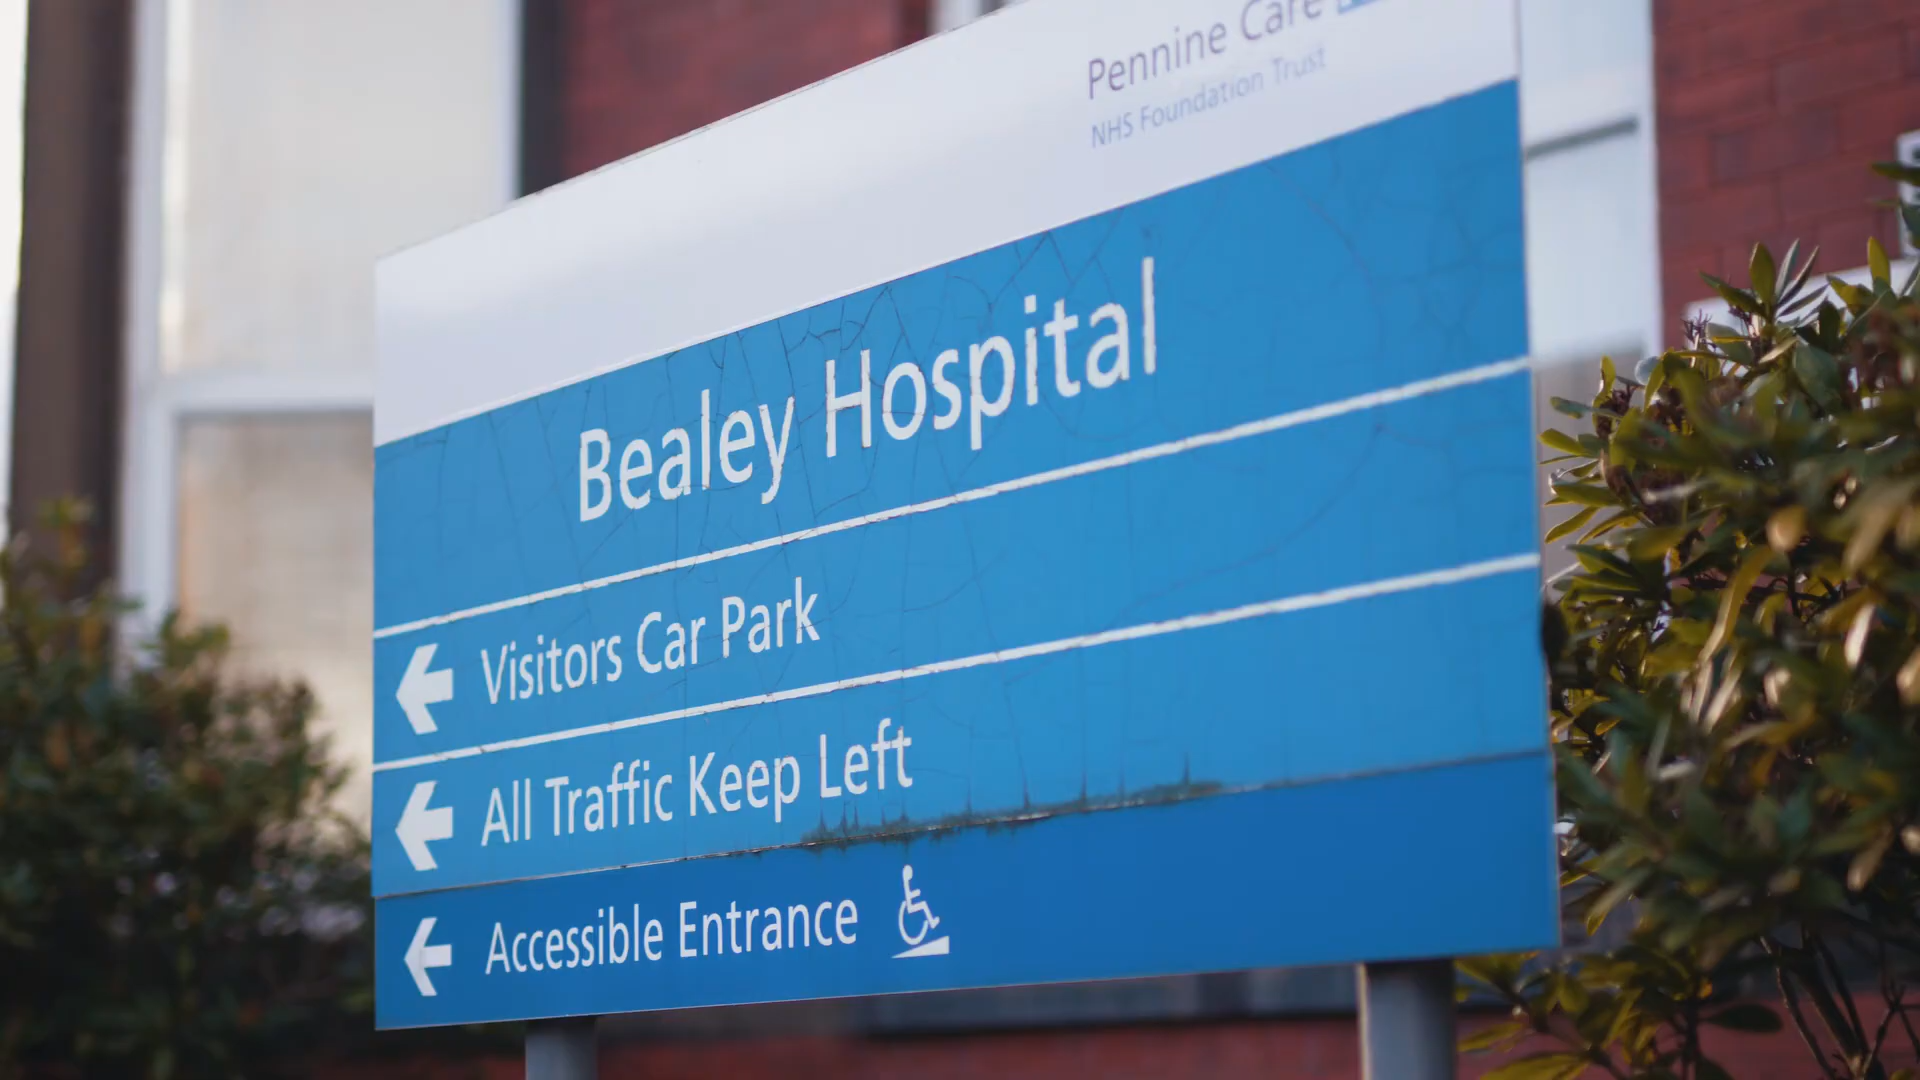 Pennine Care
NHS Foundation Trust
Bealey Hospital
Visitors Car Park
All Traffic Keep Left
Accessible Entrance